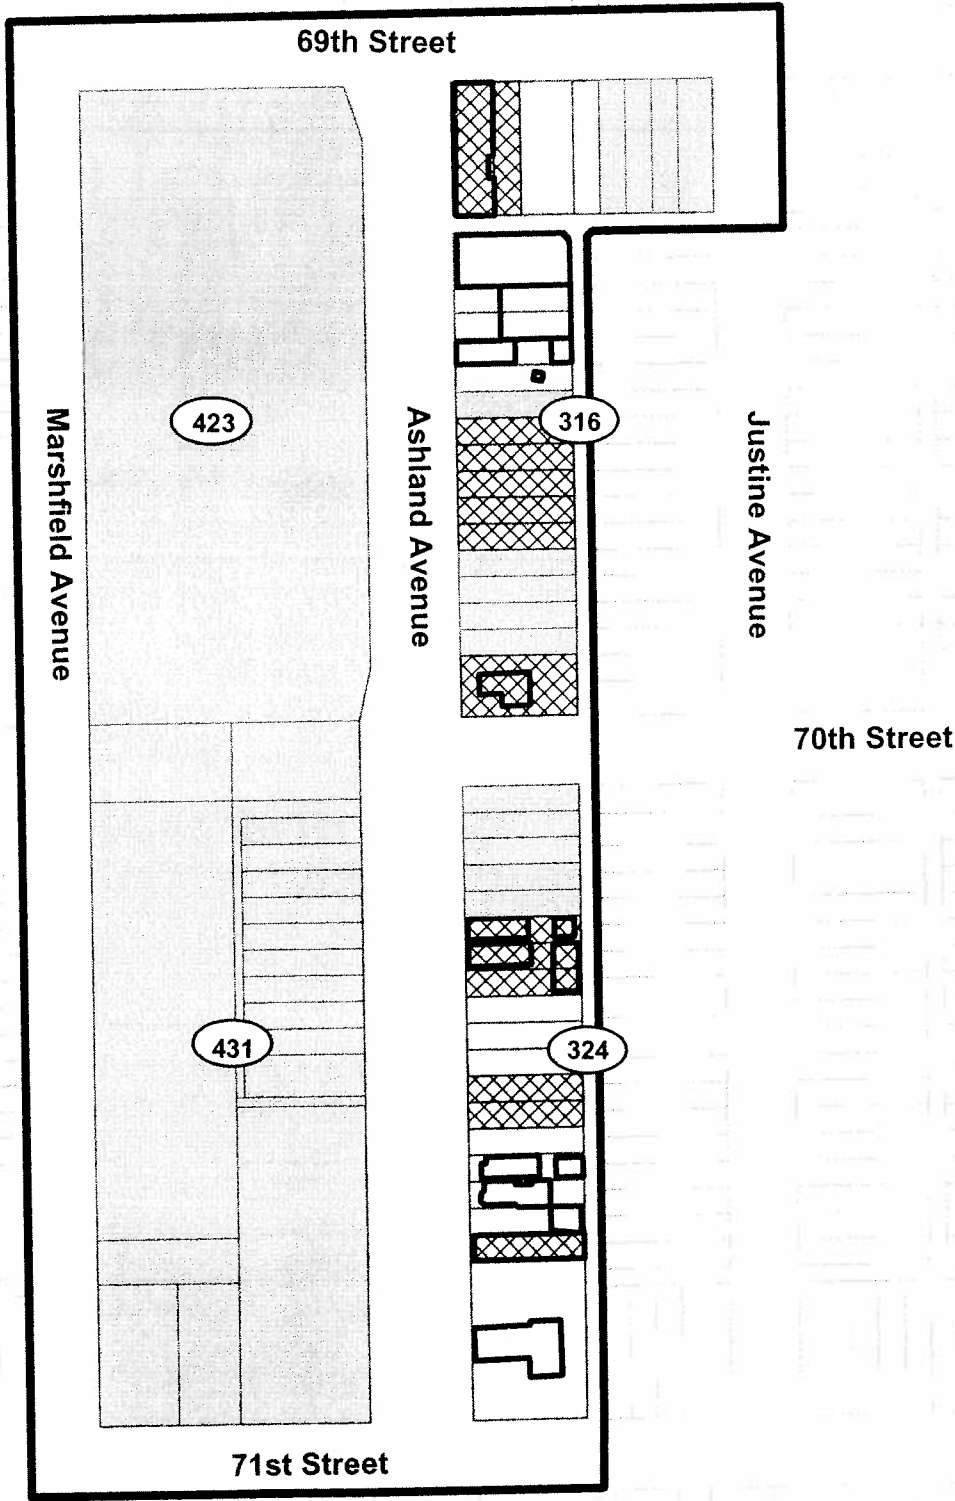 69th Street
423
316
Marshfield Avenue
Ashland Avenue
Justine Avenue
70th Street
431
324
71st Street